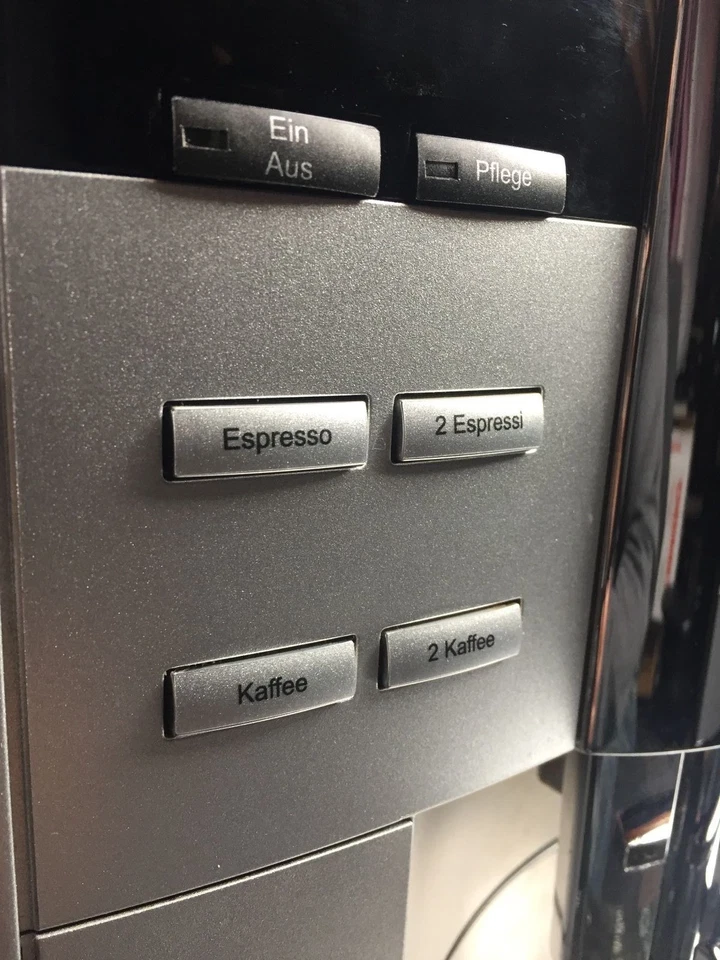 Ein
Aus
Pflege
Espresso
2 Espressi
Kaffee
2 Kaffee